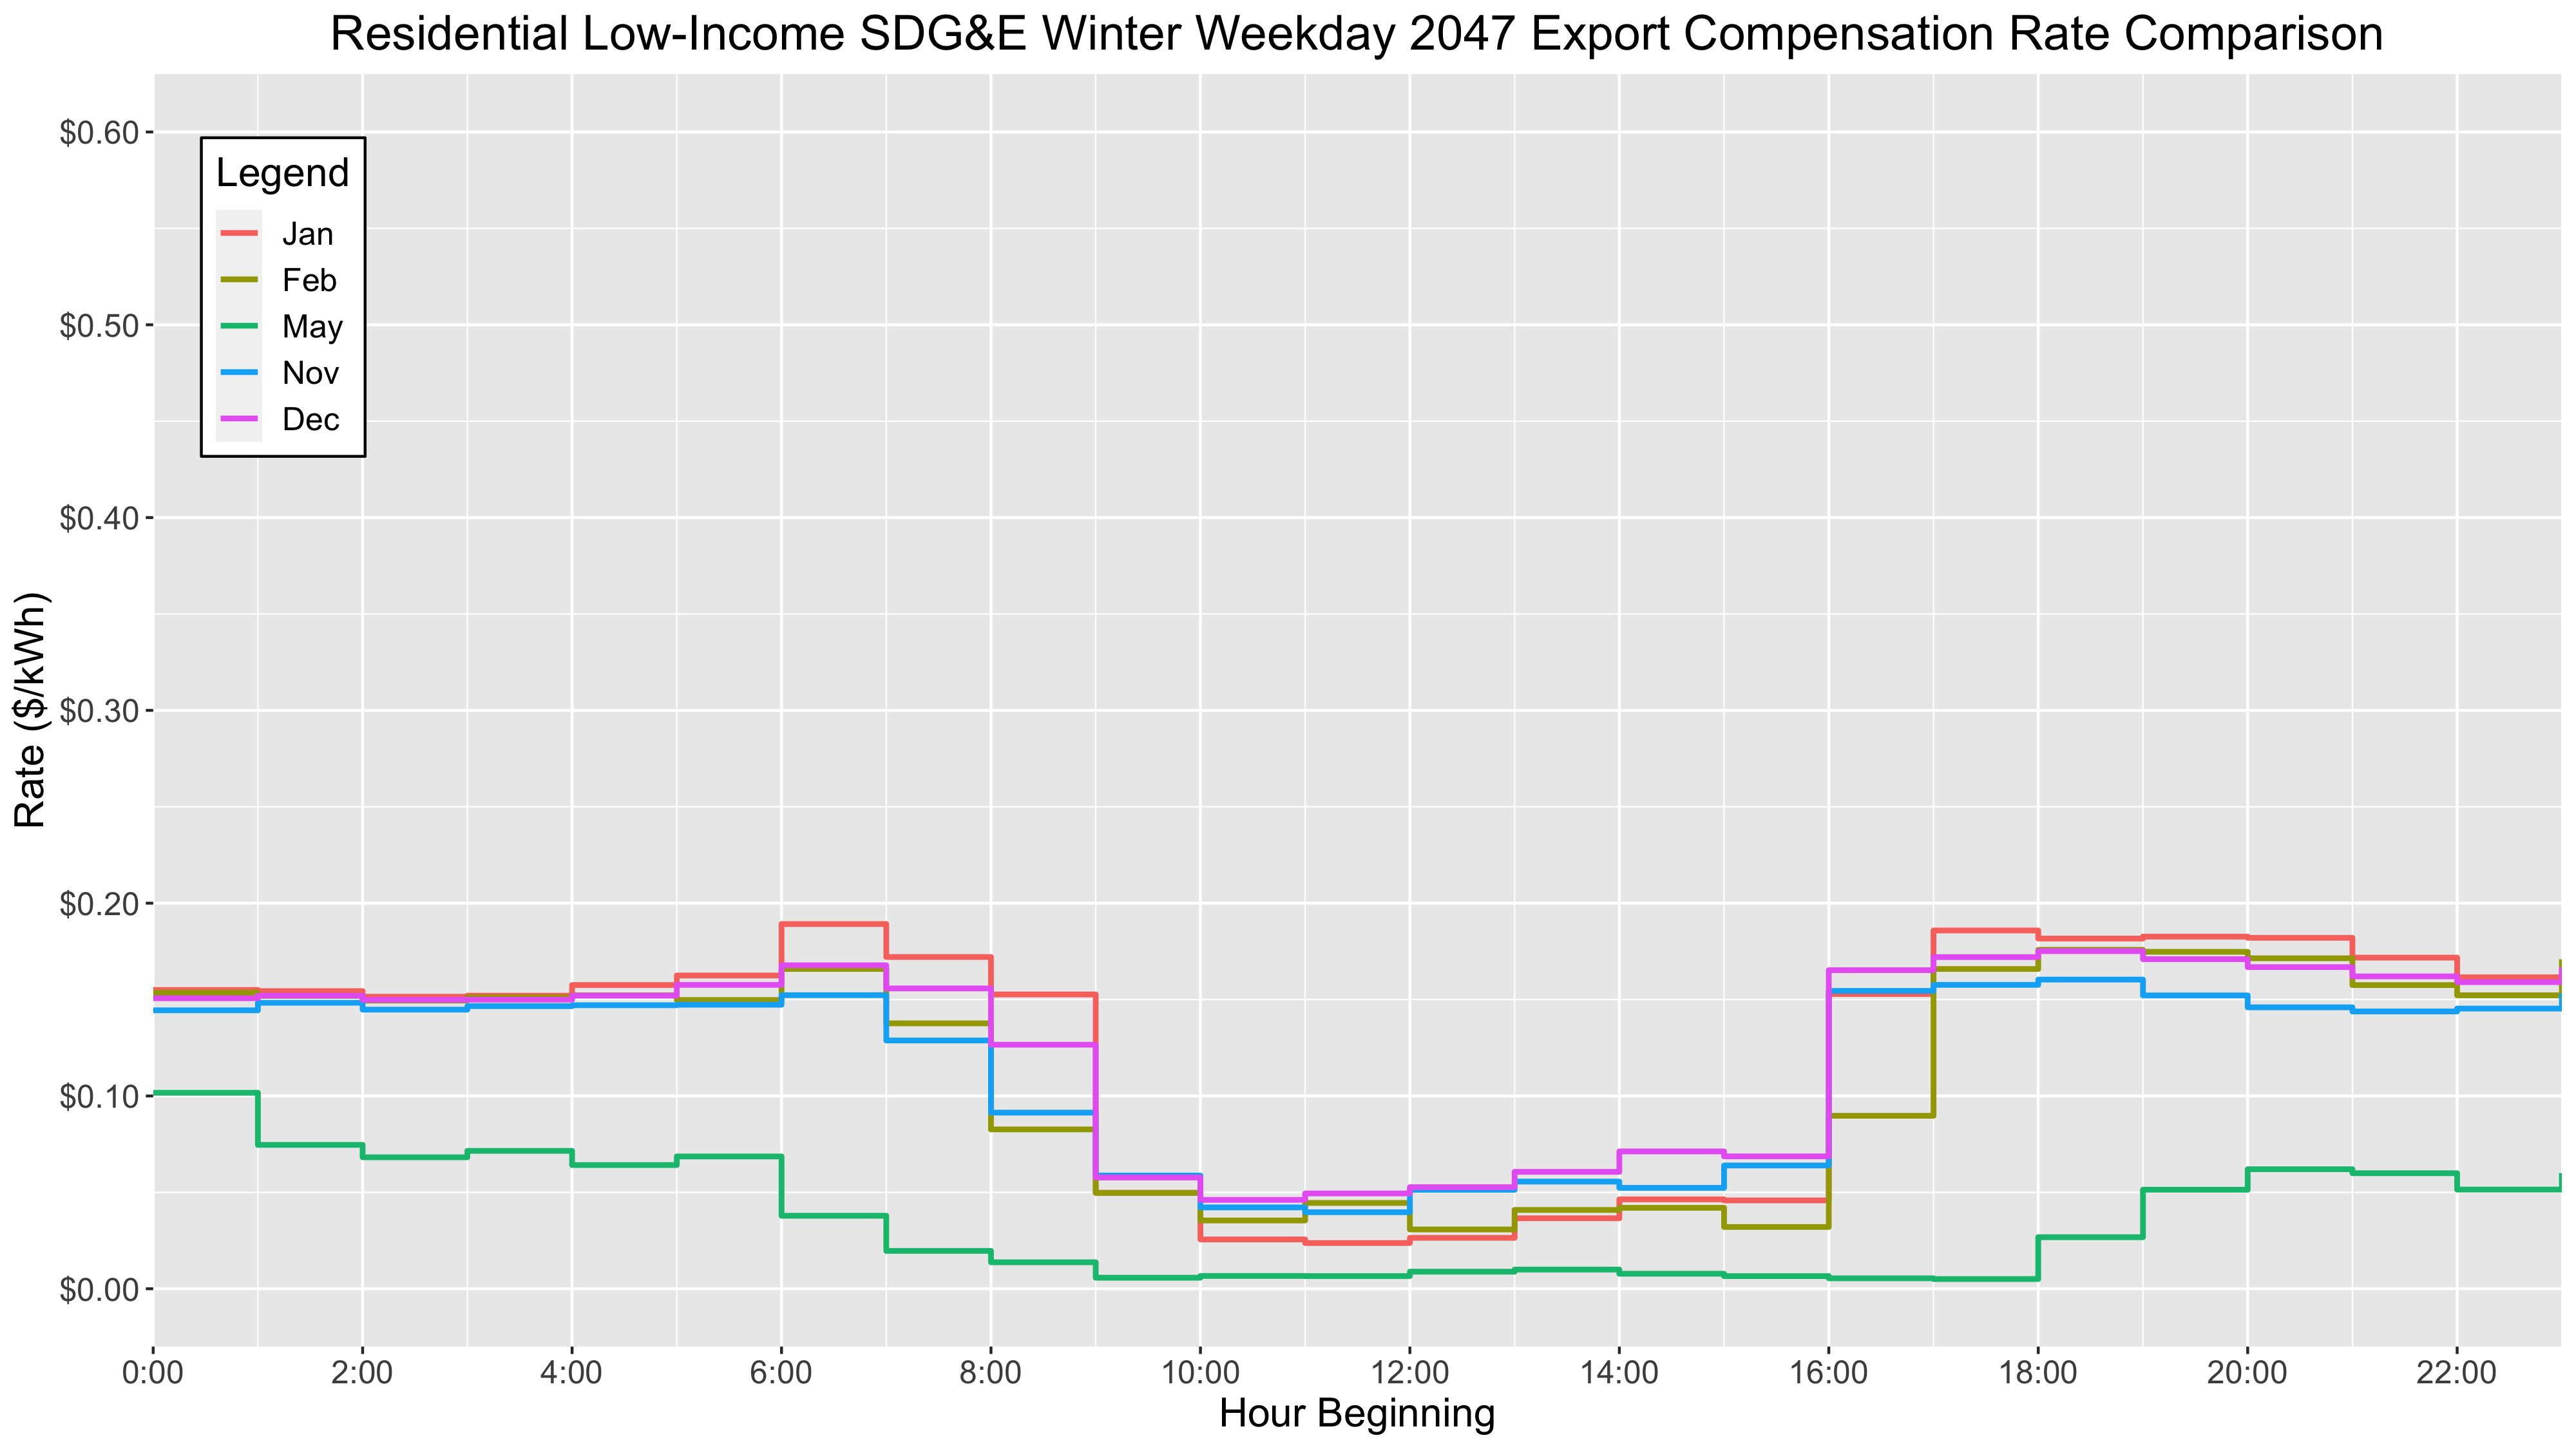 Residential Low-Income SDG&E Winter Weekday 2047 Export Compensation Rate Comparison
$0.60
$0.50
$0.40
$0.30
$0.20
$0.10
$0.00
Rate ($/kWh)
Legend
Jan
Feb
May
Nov
Dec
0:00 2:00 4:00 6:00 8:00 10:00 12:00 14:00 16:00 18:00 20:00 22:00
Hour Beginning